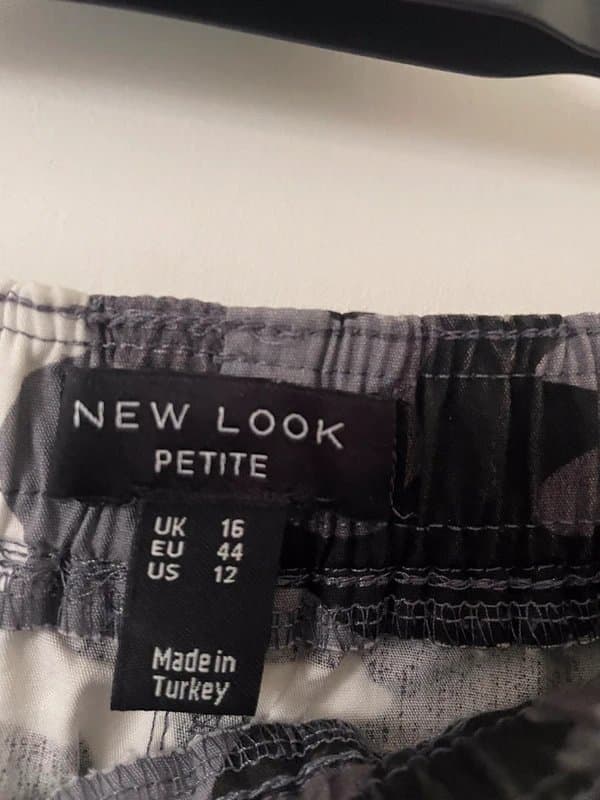 NEW LOOK
PETITE
UK 16
EU 44
US 12
Made in
Turkey